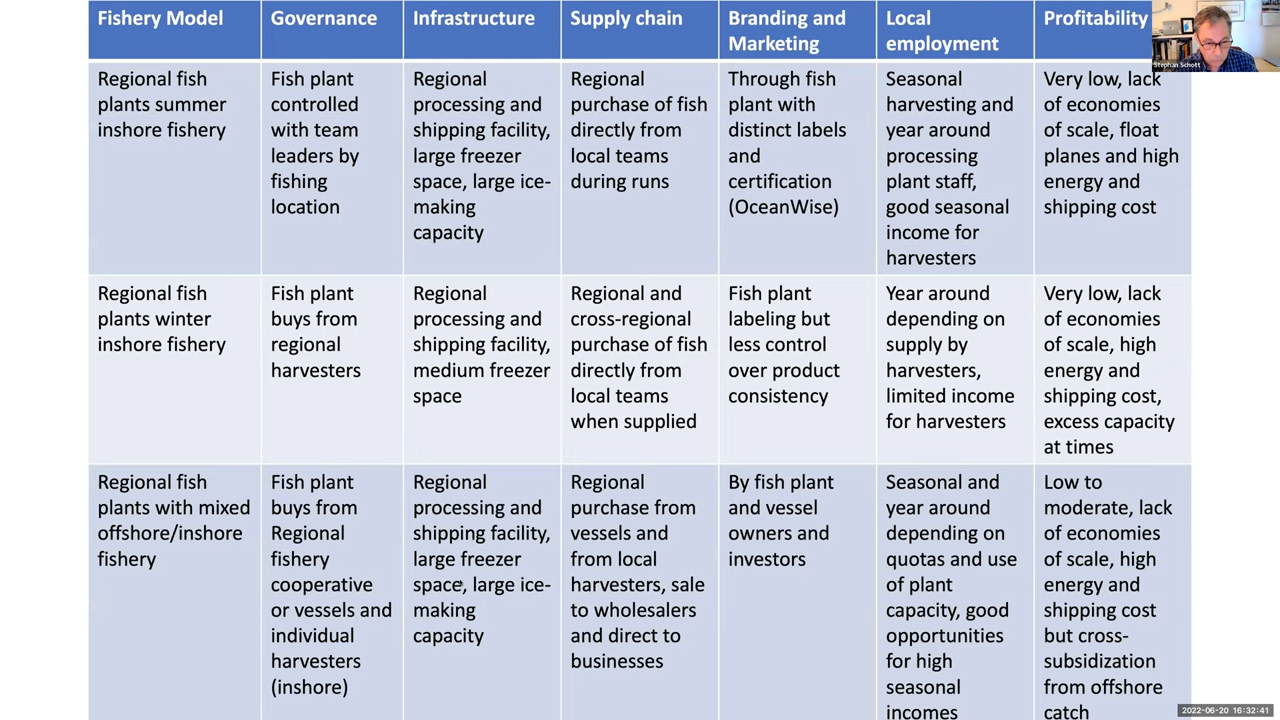 Fishery Model
Governance
Infrastructure
Supply chain
Branding and
Marketing
Local
employment
Profitability
Stephan Schott
Regional fish
plants summer
inshore fishery
Fish plant
controlled
with team
leaders by
fishing
location
Regional
processing and
shipping facility,
large freezer
space, large ice-
making
capacity
Regional
purchase of fish
directly from
local teams
during runs
Through fish
plant with
distinct labels
and
certification
(OceanWise)
Seasonal
harvesting and
year around
processing
plant staff,
good seasonal
income for
harvesters
Very low, lack
of economies
of scale, float
planes and high
energy and
shipping cost
Regional fish
plants winter
inshore fishery
Fish plant
buys from
regional
harvesters
Regional
processing and
shipping facility,
medium freezer
space
Regional and
cross-regional
purchase of fish
directly from
local teams
when supplied
Fish plant
labeling but
less control
over product
consistency
Year around
depending on
supply by
harvesters,
limited income
for harvesters
Very low, lack
of economies
of scale, high
energy and
shipping cost,
excess capacity
at times
Regional fish
plants with mixed
offshore/inshore
fishery
Fish plant
buys from
Regional
fishery
cooperative
or vessels and
individual
harvesters
(inshore)
Regional
processing and
shipping facility,
large freezer
space, large ice-
making
capacity
Regional
purchase from
vessels and
from local
harvesters, sale
to wholesalers
and direct to
businesses
By fish plant
and vessel
owners and
investors
Seasonal and
year around
depending on
quotas and use
of plant
capacity, good
opportunities
for high
seasonal
incomes
Low to
moderate, lack
of economies
of scale, high
energy and
shipping cost
but cross-
subsidization
from offshore
catch
2022-06-20 16:32:41